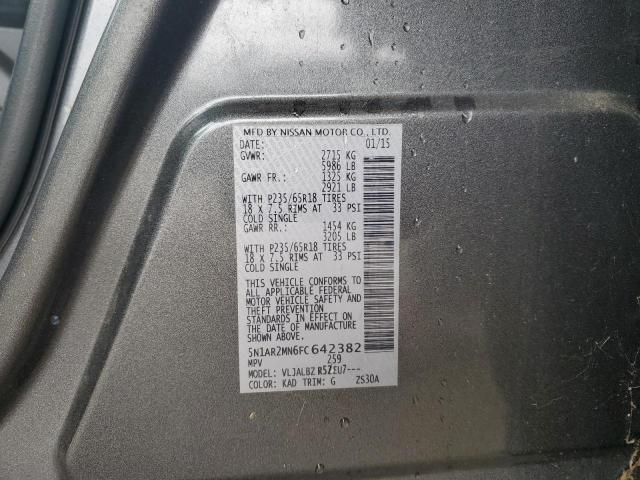 MFD BY NISSAN MOTOR CO., LTD.
DATE: 01/15
GVWR: 2715 KG
5986 LB
GAWR FR.: 1325 KG
2921 LB
WITH P235/65R18 TIRES
18 X 7.5 RIMS AT 33 PSI
COLD SINGLE
GAWR RR.: 1454 KG
3205 LB
WITH P235/65R18 TIRES
18 X 7.5 RIMS AT 33 PSI
COLD SINGLE
THIS VEHICLE CONFORMS TO
ALL APPLICABLE FEDERAL
MOTOR VEHICLE SAFETY AND
THEFT PREVENTION
STANDARDS IN EFFECT ON
THE DATE OF MANUFACTURE
SHOWN ABOVE.
5N1AR2MN6FC642382
MPV 259
MODEL: VLJALBZ R52EU7---
COLOR: KAD TRIM: G ZS30A